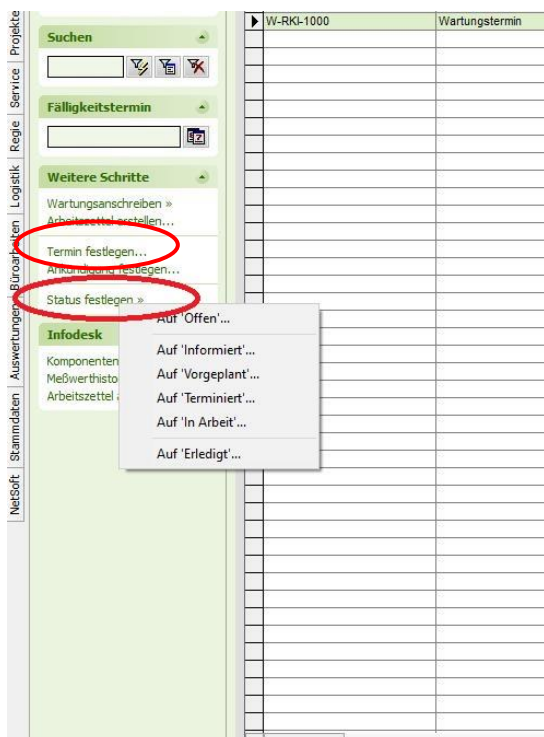 Projekte
Service
Regie
Logistik
Büroarbeiten
Auswertungen
Stammdaten
NetSoft
Suchen
Fälligkeitstermin
Weitere Schritte
Wartungsanschreiben »
Arbeitszettel erstellen...
Termin festlegen...
Ankündigung festlegen...
Status festlegen »
Infodesk
Komponenten
Meßwerthisto
Arbeitszettel
Auf 'Offen'...
Auf 'Informiert'...
Auf 'Vorgeplant'...
Auf 'Terminiert'...
Auf 'In Arbeit'...
Auf 'Erledigt'...
W-RKI-1000 Wartungstermin